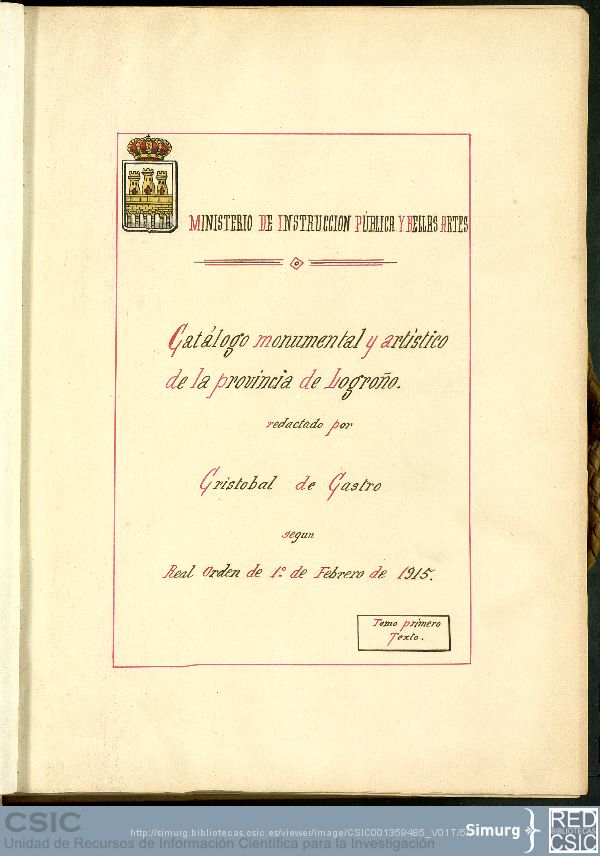 MINISTERIO DE INSTRUCCION PÚBLICA Y BELLAS ARTES
Catálogo monumental y artistico
de la provincia de Logroño.
redactado por
Cristobal de Castro
segun
Real Orden de 1º de Febrero de 1915.
Tomo primero
Texto.
CSIC
Unidad de Recursos de Información Científica para la Investigación
http://simurg.bibliotecas.csic.es/viewer/image/CSIC001359485_V01T/5
Simurg
RED
BIBLIOTECAS
CSIC